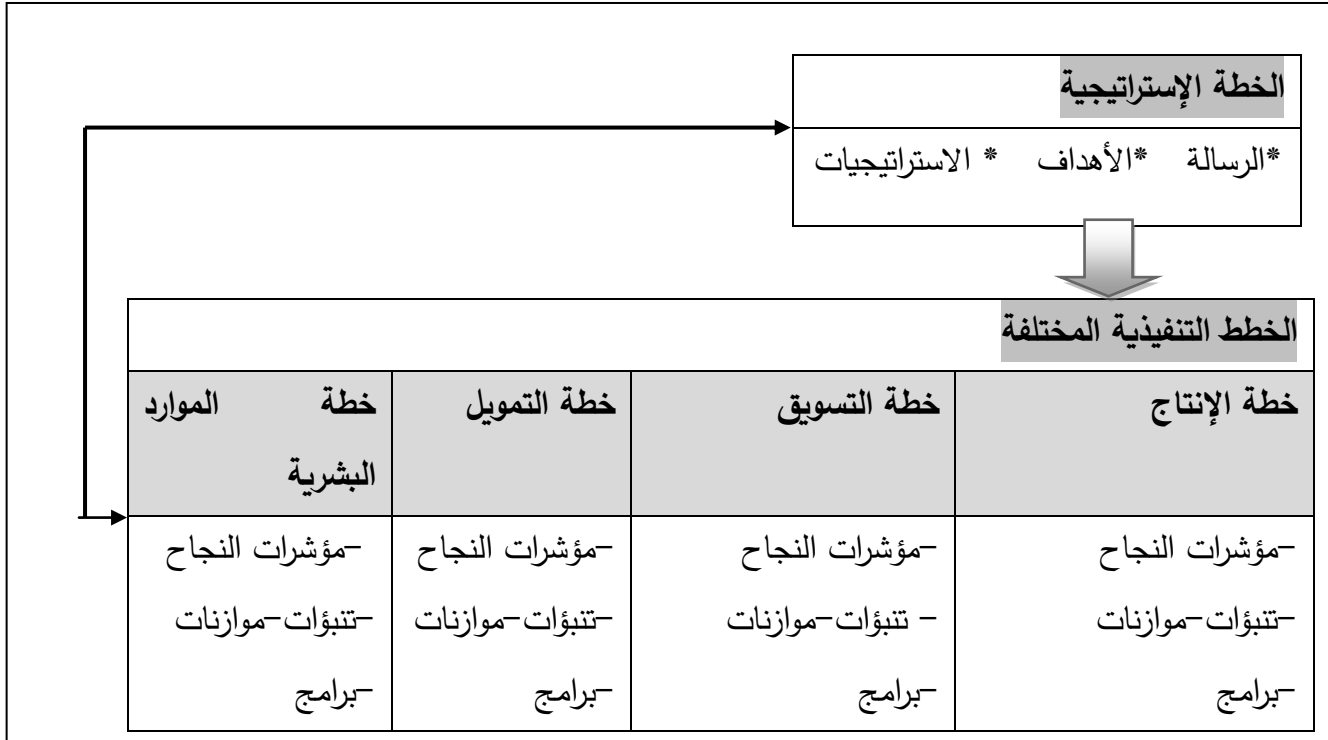 الخطة الإستراتيجية
*الرسالة *الأهداف * الاستراتيجيات
الخطط التنفيذية المختلفة
خطة الإنتاج
خطة التسويق
خطة التمويل
خطة الموارد
البشرية
-مؤشرات النجاح
-تنبؤات-موازنات
-برامج
-مؤشرات النجاح
- تنبؤات-موازنات
-برامج
-مؤشرات النجاح
-تنبؤات-موازنات
-برامج
-مؤشرات النجاح
-تنبؤات-موازنات
-برامج